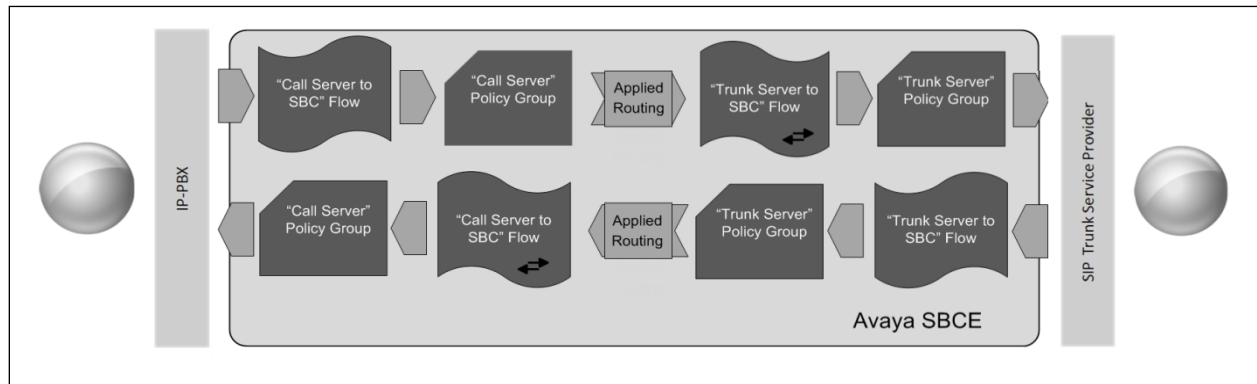 IP-PBX
“Call Server to
SBC” Flow
“Call Server”
Policy Group
Applied
Routing
“Trunk Server to
SBC” Flow
“Trunk Server”
Policy Group
“Call Server”
Policy Group
“Call Server to
SBC” Flow
Applied
Routing
“Trunk Server”
Policy Group
“Trunk Server to
SBC” Flow
Avaya SBCE
SIP Trunk Service Provider